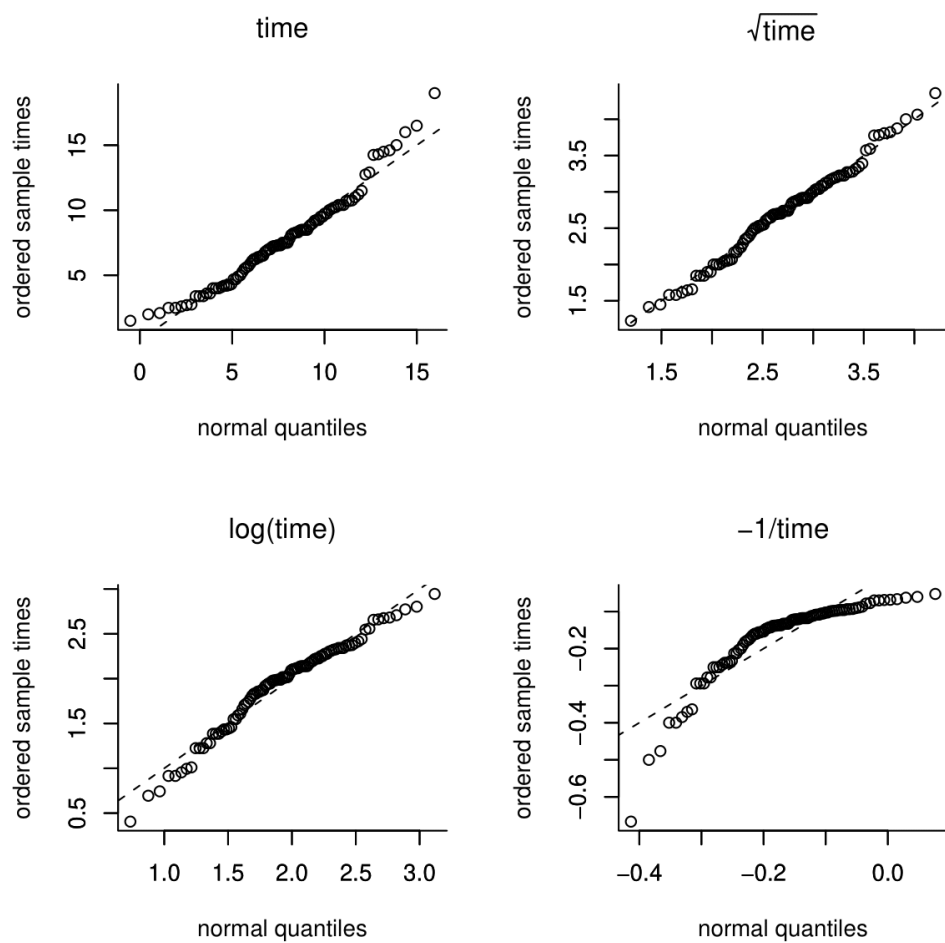 time
ordered sample times
15
10
5
0 5 10 15
normal quantiles
√time
ordered sample times
3.5
2.5
1.5
1.5 2.5 3.5
normal quantiles
log(time)
ordered sample times
2.5
1.5
0.5
1.0 1.5 2.0 2.5 3.0
normal quantiles
−1/time
ordered sample times
−0.2
−0.4
−0.6
−0.4 −0.2 0.0
normal quantiles